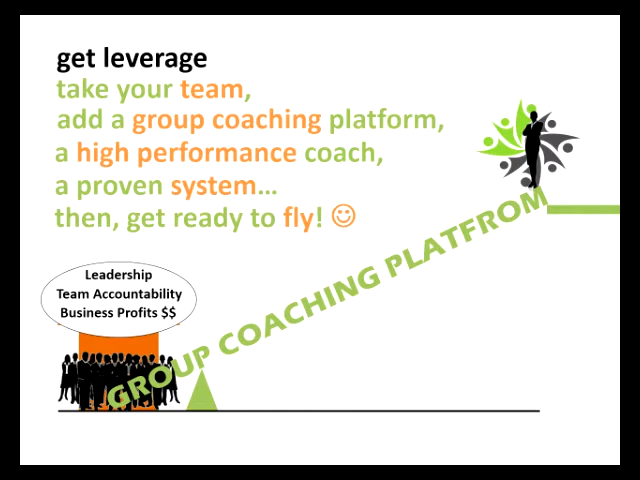 get leverage
take your team,
add a group coaching platform,
a high performance coach,
a proven system...
then, get ready to fly! ☺
GROUP COACHING PLATFROM
Leadership
Team Accountability
Business Profits $$